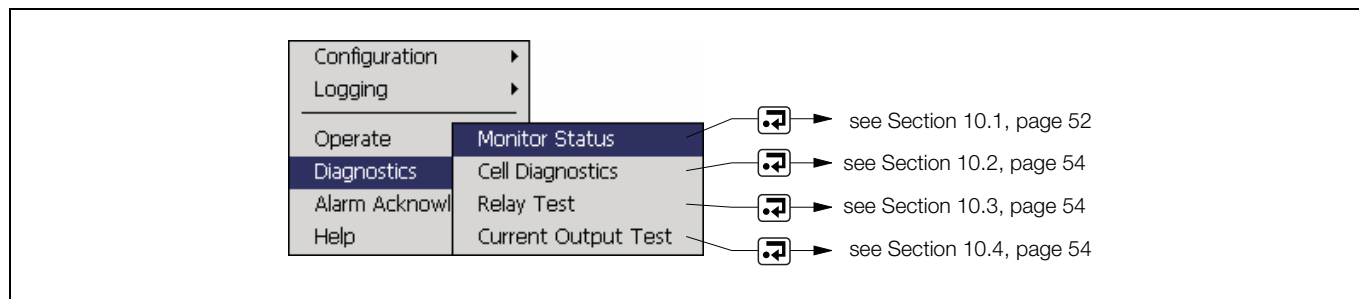 Configuration
Logging
Operate
Diagnostics
Alarm Acknowl
Help
Monitor Status
Cell Diagnostics
Relay Test
Current Output Test
see Section 10.1, page 52
see Section 10.2, page 54
see Section 10.3, page 54
see Section 10.4, page 54